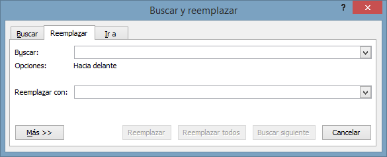 Buscar y reemplazar
?
Buscar Reemplazar Ir a
Buscar:
Opciones: Hacia delante
Reemplazar con:
Más >> Reemplazar Reemplazar todos Buscar siguiente Cancelar